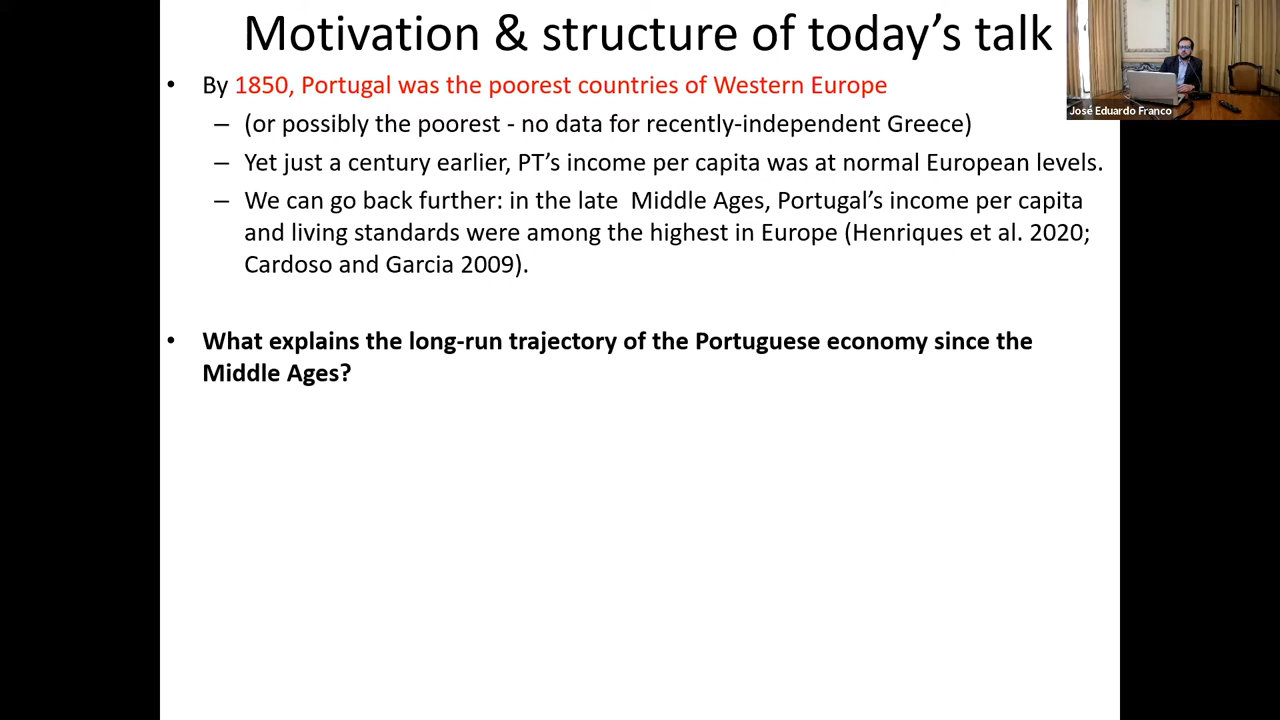 Motivation & structure of today's talk
• By 1850, Portugal was the poorest countries of Western Europe
– (or possibly the poorest - no data for recently-independent Greece)
– Yet just a century earlier, PT's income per capita was at normal European levels.
– We can go back further: in the late  Middle Ages, Portugal's income per capita
and living standards were among the highest in Europe (Henriques et al. 2020;
Cardoso and Garcia 2009).
• What explains the long-run trajectory of the Portuguese economy since the
Middle Ages?
José Eduardo Franco